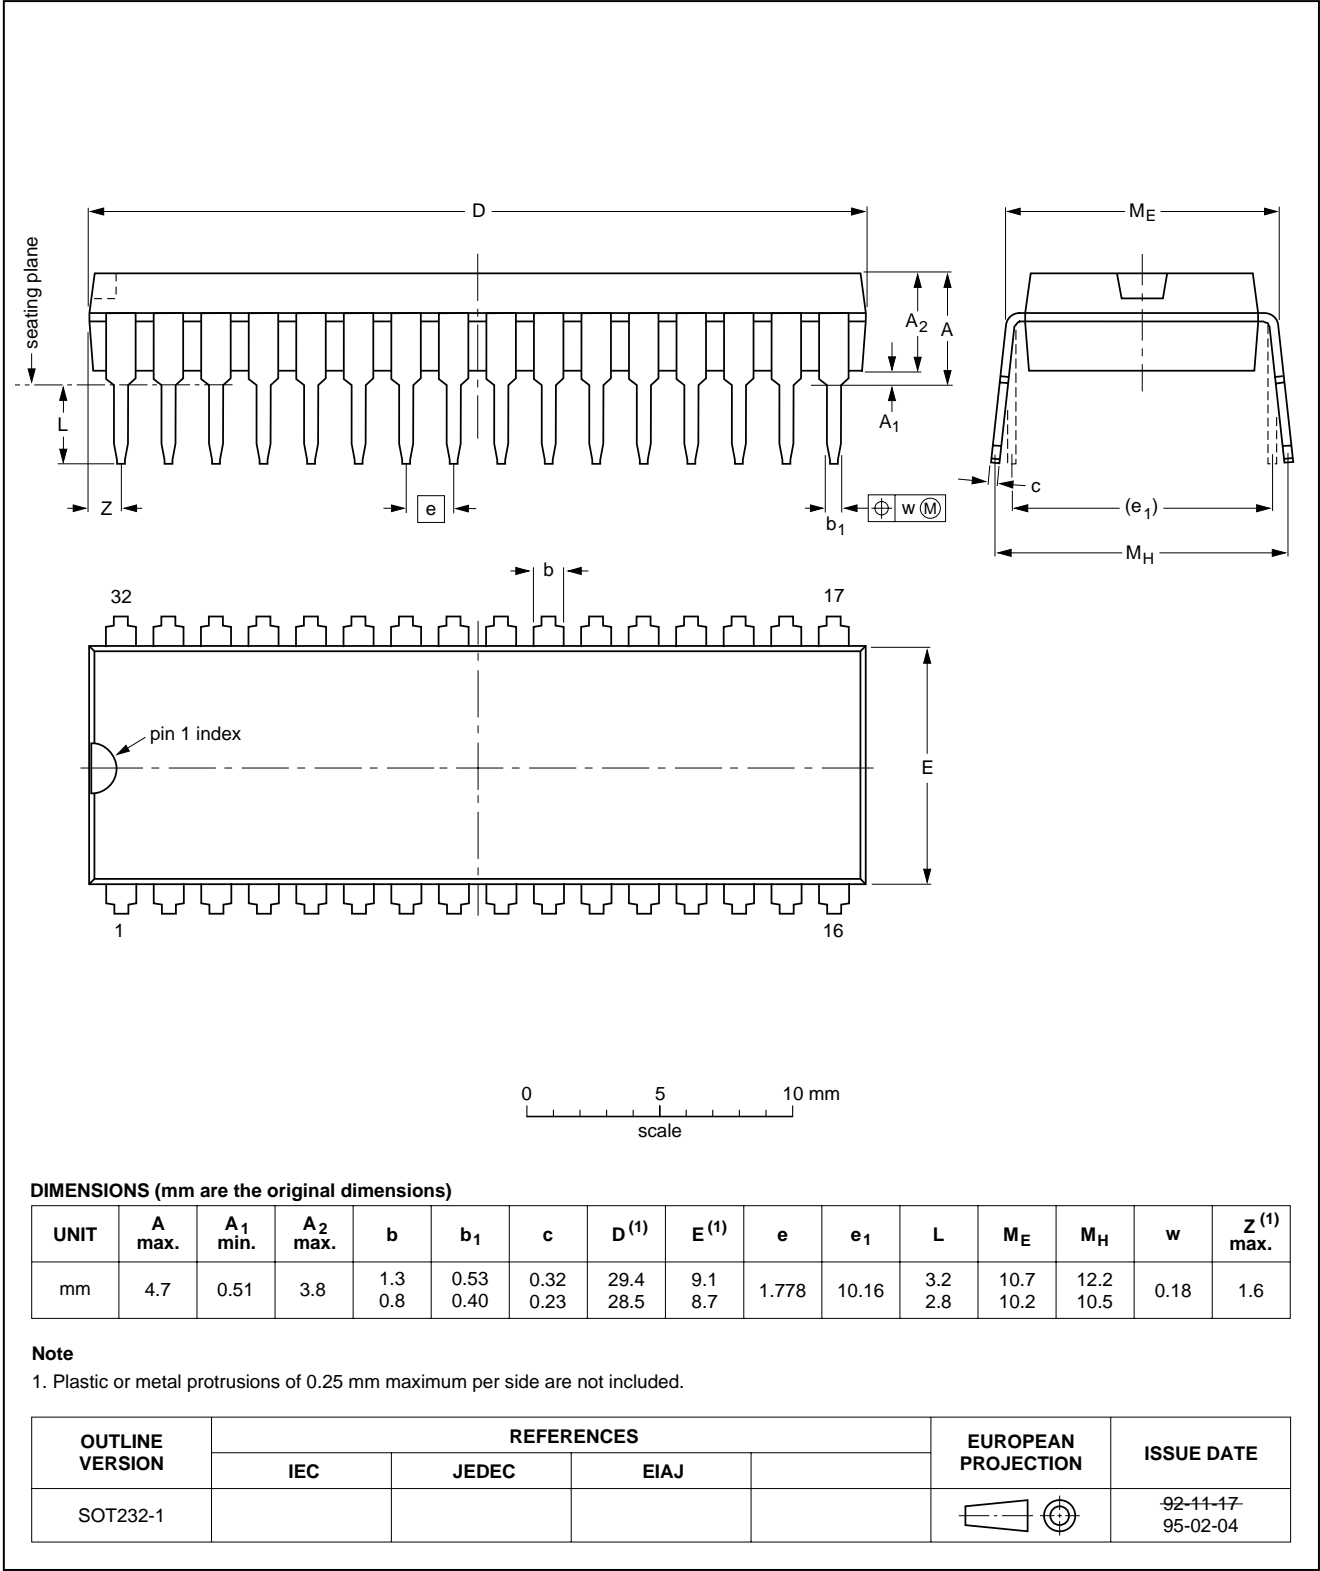 D
M_E
seating plane
A_2 A
L
A_1
Z
e
b_1
w M
c
(e_1)
M_H
b
32
17
pin 1 index
E
1
16
0 5 10 mm
scale
DIMENSIONS (mm are the original dimensions)
UNIT A max. A_1 min. A_2 max. b b_1 c D(1) E(1) e e_1 L M_E M_H w Z(1) max.
mm 4.7 0.51 3.8 1.3 0.8 0.53 0.40 0.32 0.23 29.4 28.5 9.1 8.7 1.778 10.16 3.2 2.8 10.7 10.2 12.2 10.5 0.18 1.6
Note
1. Plastic or metal protrusions of 0.25 mm maximum per side are not included.
OUTLINE VERSION REFERENCES EUROPEAN PROJECTION ISSUE DATE
IEC JEDEC EIAJ
SOT232-1 92-11-17
95-02-04